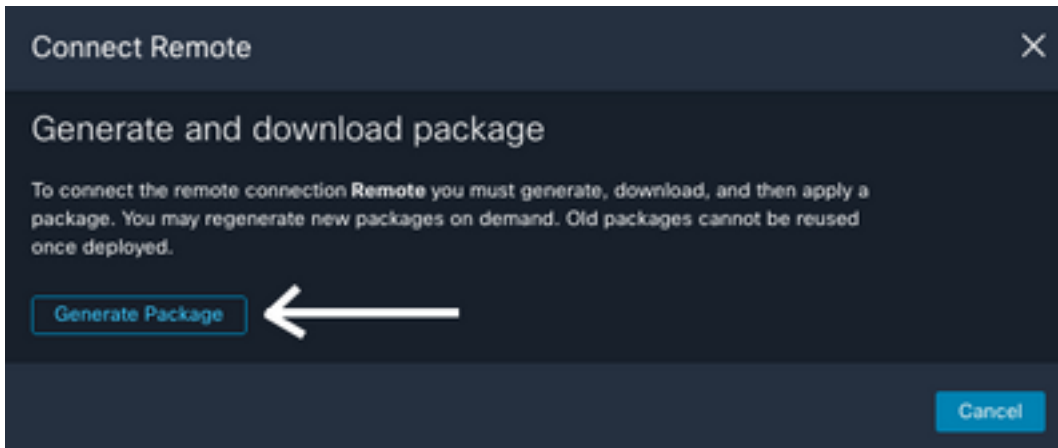 Connect Remote
Generate and download package
To connect the remote connection Remote you must generate, download, and then apply a
package. You may regenerate new packages on demand. Old packages cannot be reused
once deployed.
Generate Package
Cancel